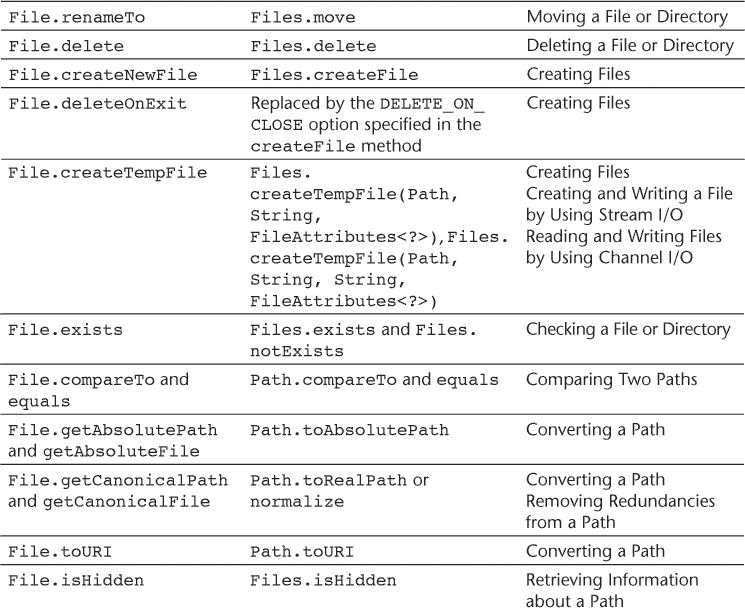 File.renameTo Files.move Moving a File or Directory
File.delete Files.delete Deleting a File or Directory
File.createNewFile Files.createFile Creating Files
File.deleteOnExit Replaced by the DELETE_ON_ Creating Files
CLOSE option specified in the
createFile method
File.createTempFile Files. Creating Files
createTempFile(Path, Creating and Writing a File
String, by Using Stream I/O
FileAttributes<?>),Files. Reading and Writing Files
createTempFile(Path, by Using Channel I/O
String, String,
FileAttributes<?>)
File.exists Files.exists and Files. Checking a File or Directory
notExists
File.compareTo and Path.compareTo and equals Comparing Two Paths
equals
File.getAbsolutePath Path.toAbsolutePath Converting a Path
and getAbsoluteFile
File.getCanonicalPath Path.toRealPath or Converting a Path
and getCanonicalFile normalize Removing Redundancies
from a Path
File.toURI Path.toURI Converting a Path
File.isHidden Files.isHidden Retrieving Information
about a Path